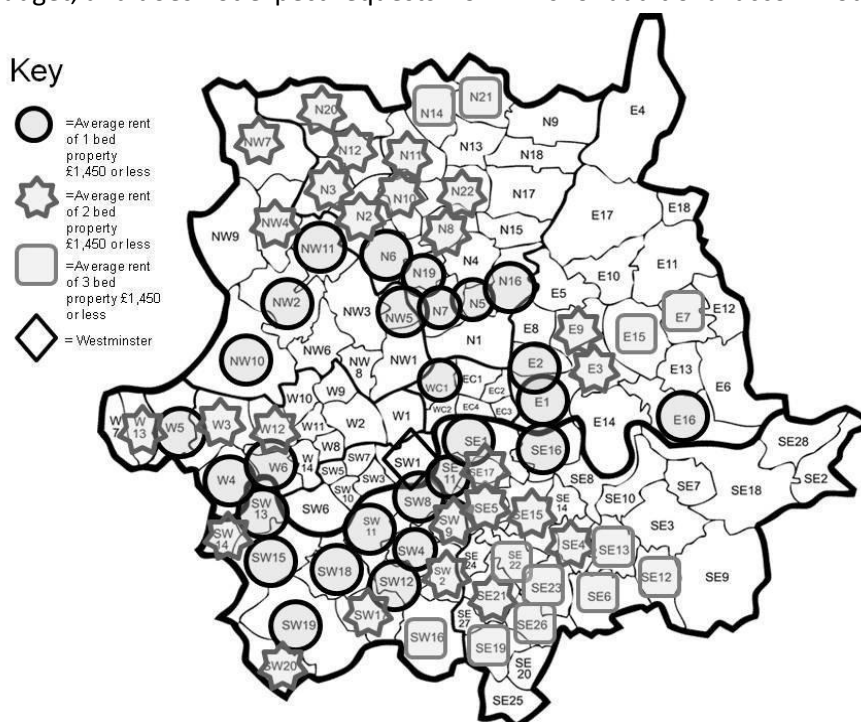 Key
=Average rent
of 1 bed
property
£1,450 or less
=Average rent
of 2 bed
property
£1,450 or less
=Average rent
of 3 bed
property £1,450
or less
= Westminster
E4
N21
N20
N14
N9
NW7
N12
N11
N13
N18
N3
N10
N22
N17
E18
NW4
N2
N8
N15
E17
NW9
NW11
N6
N4
N19
E10
E11
N16
E5
NW2
NW3
NW5
N7
N5
E7
E12
E8
E9
E15
N1
NW10
NW6
NW
8
NW1
E2
E3
E13
E6
WC1
EC1
EC2
W10
W9
E1
WC2
EC4
EC3
W1
W2
E14
E16
W
7
W
13
W5
W3
W12
W11
SE1
SE16
SE28
W8
W6
W
14
SW7
SW5
SW3
SW1
SE
11
SE17
SE8
SE7
SE2
W4
SW
10
SW8
SE10
SE18
SW
13
SW6
SE5
SE15
SE
14
SW
14
SW
11
SW
9
SE3
SW15
SW4
SE4
SE13
SW18
SW12
SW
2
SE
24
SE
22
SE23
SE12
SE9
SE21
SE6
SW17
SE
27
SW19
SW16
SE26
SE19
SW20
SE
20
SE25